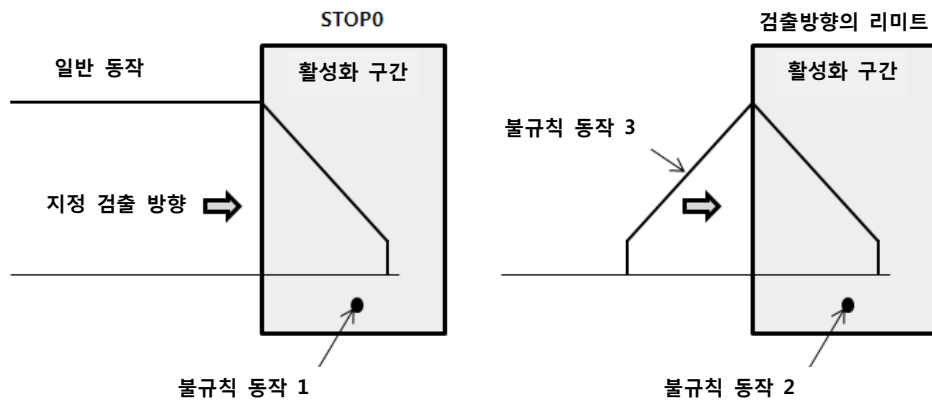 STOP0
일반 동작
활성화 구간
지정 검출 방향
불규칙 동작 1
검출방향의 리미트
활성화 구간
불규칙 동작 3
불규칙 동작 2